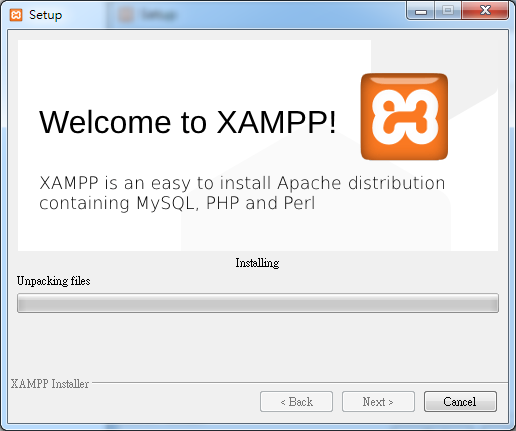 Setup
Welcome to XAMPP!
XAMPP is an easy to install Apache distribution
containing MySQL, PHP and Perl
Installing
Unpacking files
XAMPP Installer
< Back
Next >
Cancel